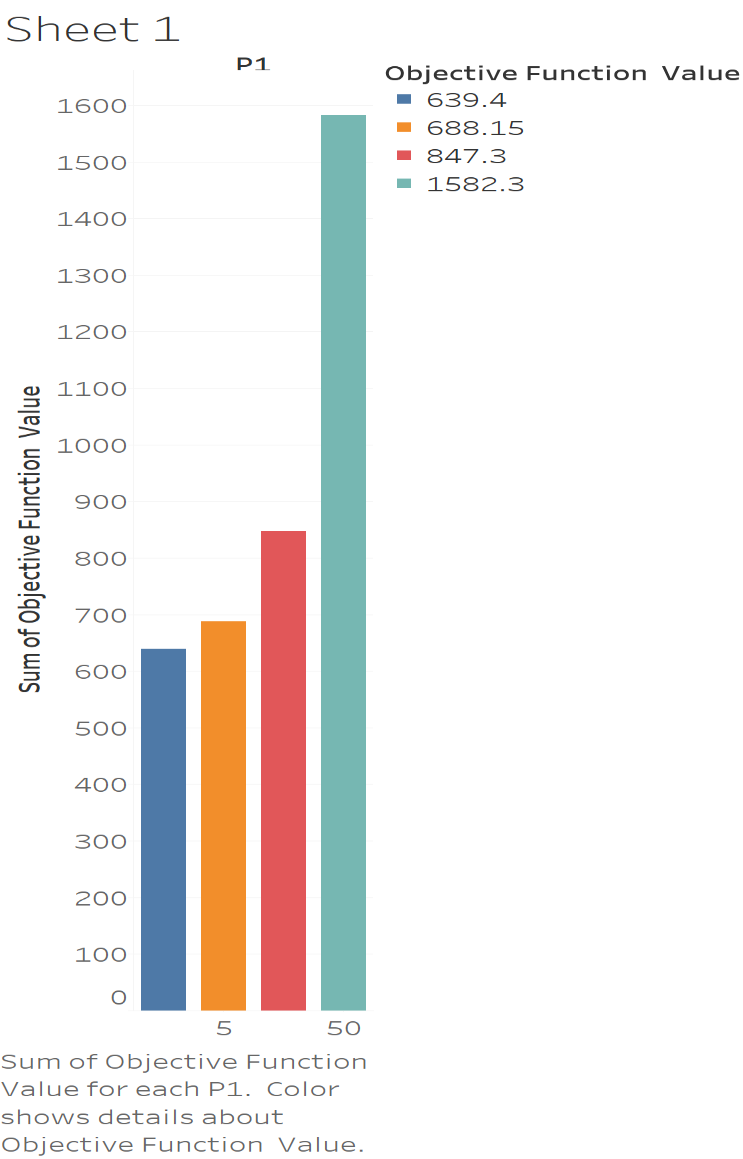 Sheet 1
P1
Objective Function  Value
639.4
688.15
847.3
1582.3
1600
1500
1400
1300
1200
1100
1000
900
800
700
600
500
400
300
200
100
0
Sum of Objective Function  Value
5
50
Sum of Objective Function
Value for each P1.  Color
shows details about
Objective Function  Value.